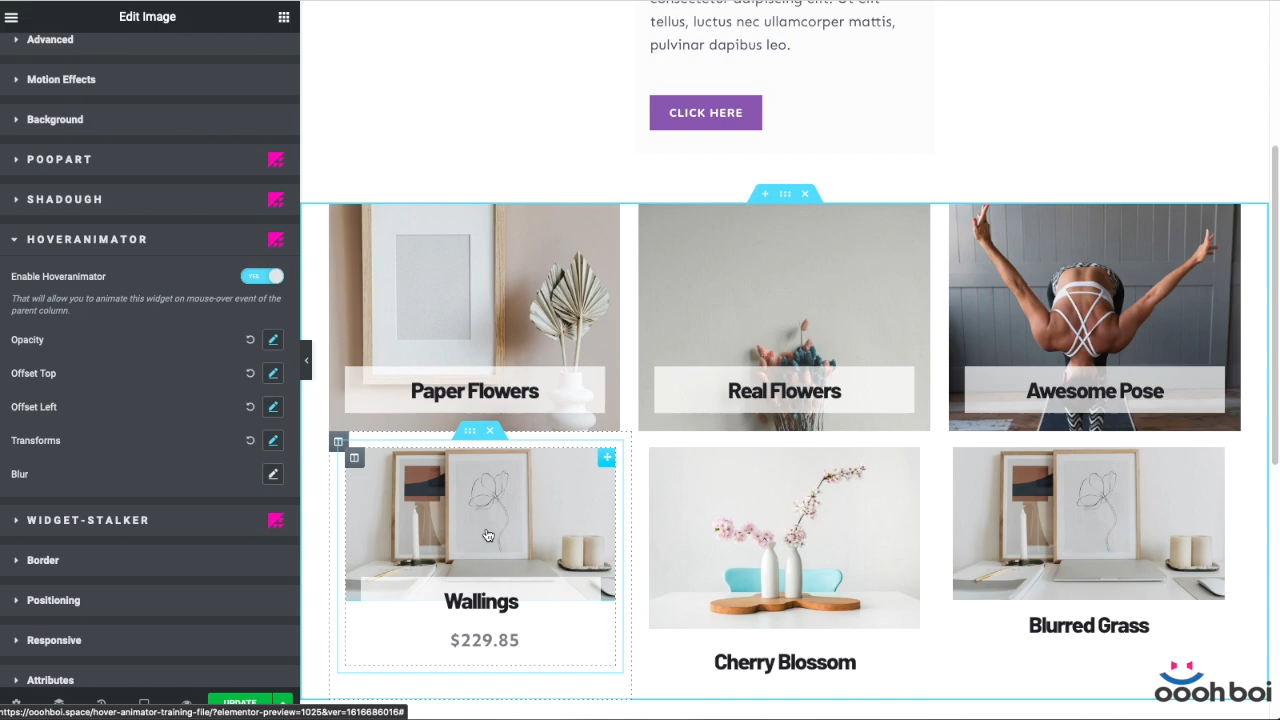 Edit Image
Advanced
Motion Effects
Background
POOPART
SHARPETH
HOVERANIMATOR
Enable Hoveranimator
YES
That will allow you to animate this widget on mouse-over event of the
parent column.
Opacity
Offset Top
Offset Left
Transforms
Blur
WIDGET-STALKER
Border
Positioning
Responsive
Attributes
UPDATE
https://ooohboi.space/hover-animator-training-file/?elementor-preview=1025&ver=1616686016#
tellus, luctus nec ullamcorper mattis,
pulvinar dapibus leo.
CLICK HERE
Paper Flowers
Real Flowers
Awesome Pose
Wallings
$229.85
Cherry Blossom
Blurred Grass
ooohboi